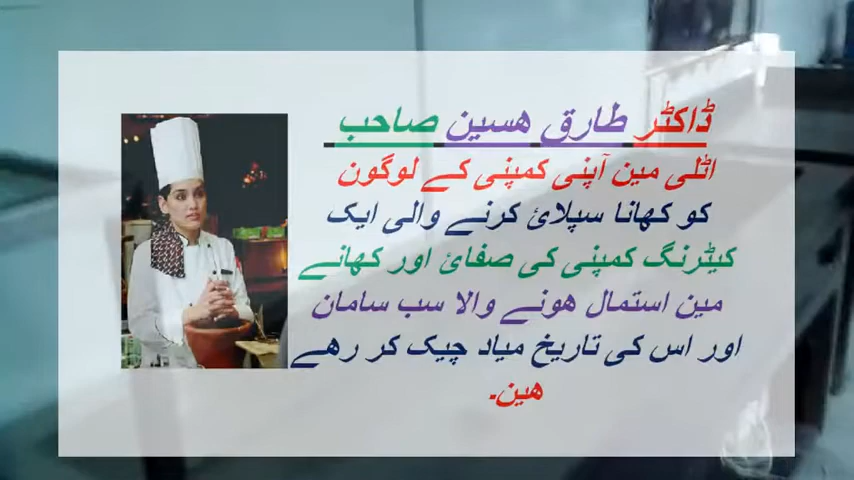 ڈاکٹر طارق ھسین صاحب
اٹلی مین آپنی کمپنی کے لوگون
کو کھانا سپلائ کرنے والی ایک
کیٹرنگ کمپنی کی صفائ اور کھانے
مین استمال ھونے والا سب سامان
اور اس کی تاریخ میاد چیک کر رھے
ھین۔